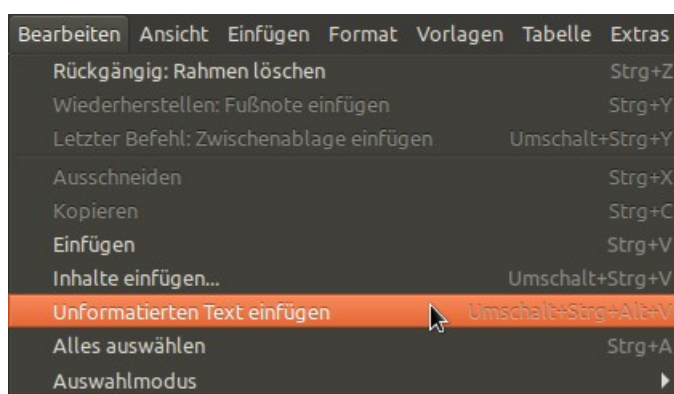 Bearbeiten Ansicht Einfügen Format Vorlagen Tabelle Extras
Rückgängig: Rahmen löschen Strg+Z
Wiederherstellen: Fußnote einfügen Strg+Y
Letzter Befehl: Zwischenablage einfügen Umschalt+Strg+Y
Ausschneiden Strg+X
Kopieren Strg+C
Einfügen Strg+V
Inhalte einfügen... Umschalt+Strg+V
Unformatierten Text einfügen Umschalt+Strg+Alt+V
Alles auswählen Strg+A
Auswahlmodus